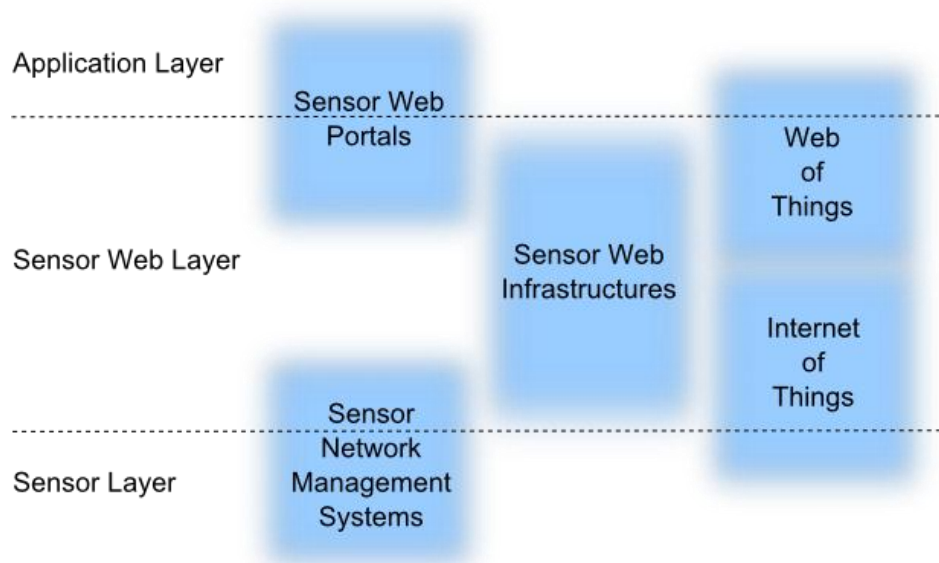 Application Layer
Sensor Web
Portals
Web
of
Things
Sensor Web Layer
Sensor Web
Infrastructures
Internet
of
Things
Sensor
Network
Management
Systems
Sensor Layer